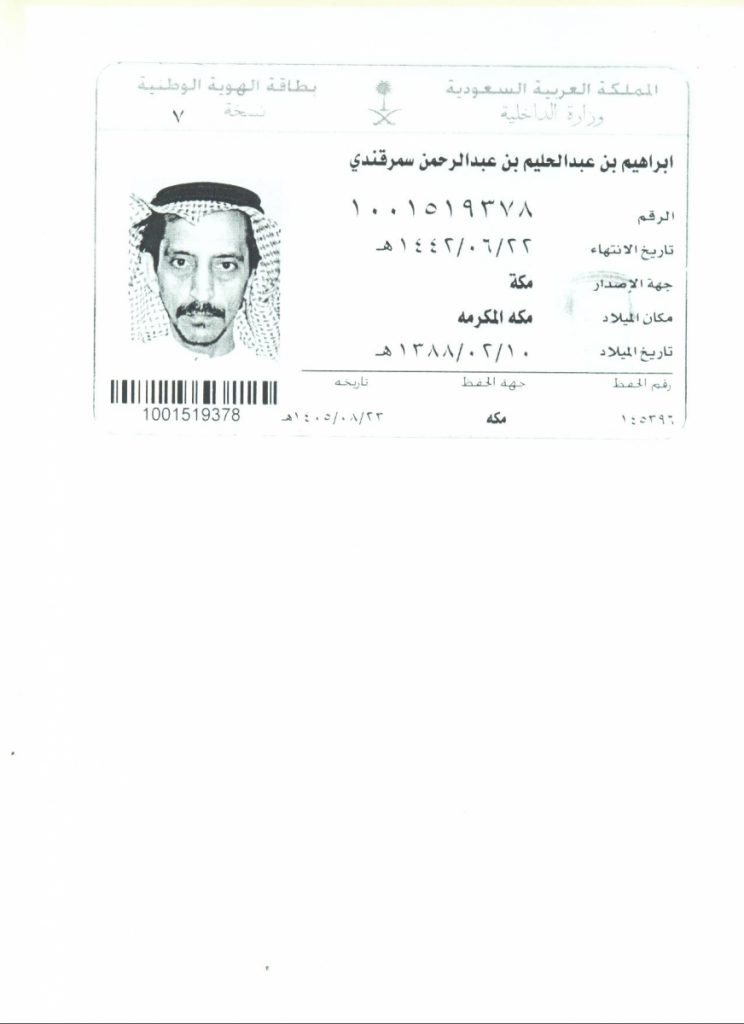 المملكة العربية السعودية
وزارة الداخلية
بطاقة الهوية الوطنية
نسخة ٧
ابراهيم بن عبدالحليم بن عبدالرحمن سمرقندي
الرقم ١٠٠١٥١٩٣٧٨
تاريخ الانتهاء ١٤٤٢/٠٦/٢٢هـ
جهة الإصدار مكة
مكان الميلاد مكه المكرمه
تاريخ الميلاد ١٣٨٨/٠٢/١٠هـ
رقم الحفظ جهة الحفظ تاريخه
١٤٥٣٩٦ مكه ١٤٠٥/٠٨/٢٣هـ
1001519378